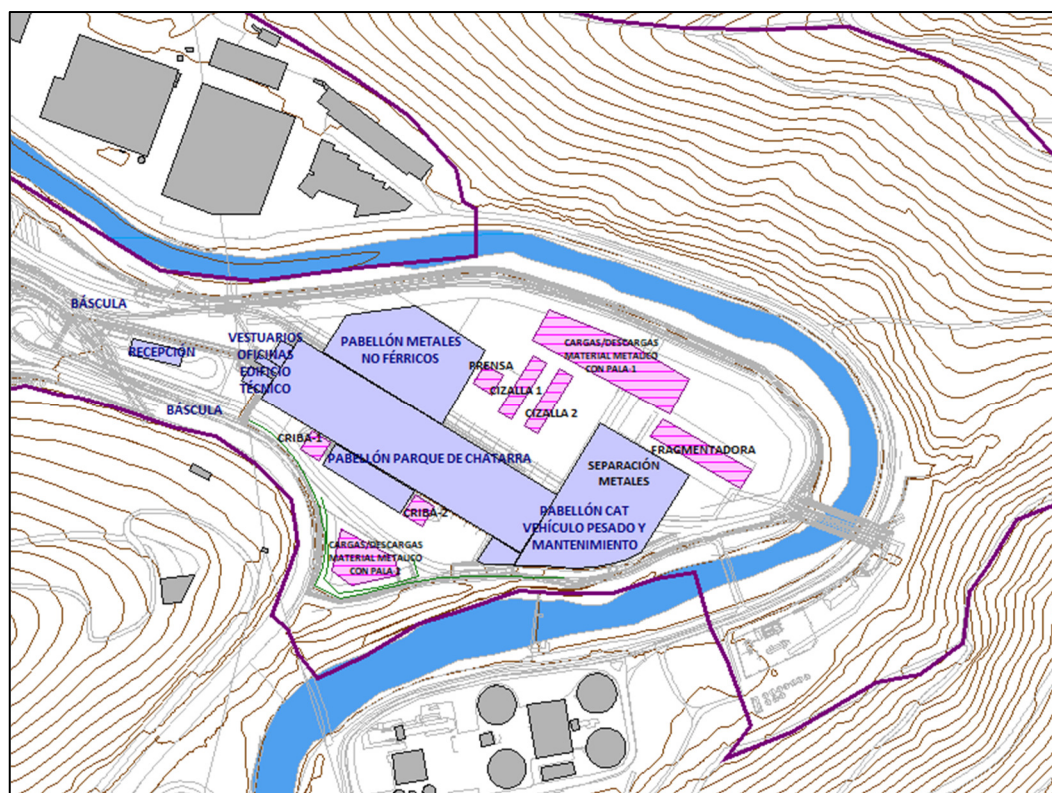 BÁSCULA
RECEPCIÓN
VESTUARIOS
OFICINAS
EDIFICIO
TÉCNICO
BÁSCULA
PABELLÓN METALES
NO FÉRRICOS
CARGAS/DESCARGAS
MATERIAL METALICO
CON PALA 1
PRENSA
CIZALLA 1
CIZALLA 2
CRIBA-1
PABELLÓN PARQUE DE CHATARRA
FRAGMENTADORA
SEPARACIÓN
METALES
CRIBA-2
PABELLÓN CAT
VEHÍCULO PESADO Y
MANTENIMIENTO
CARGAS/DESCARGAS
MATERIAL METALICO
CON PALA 2